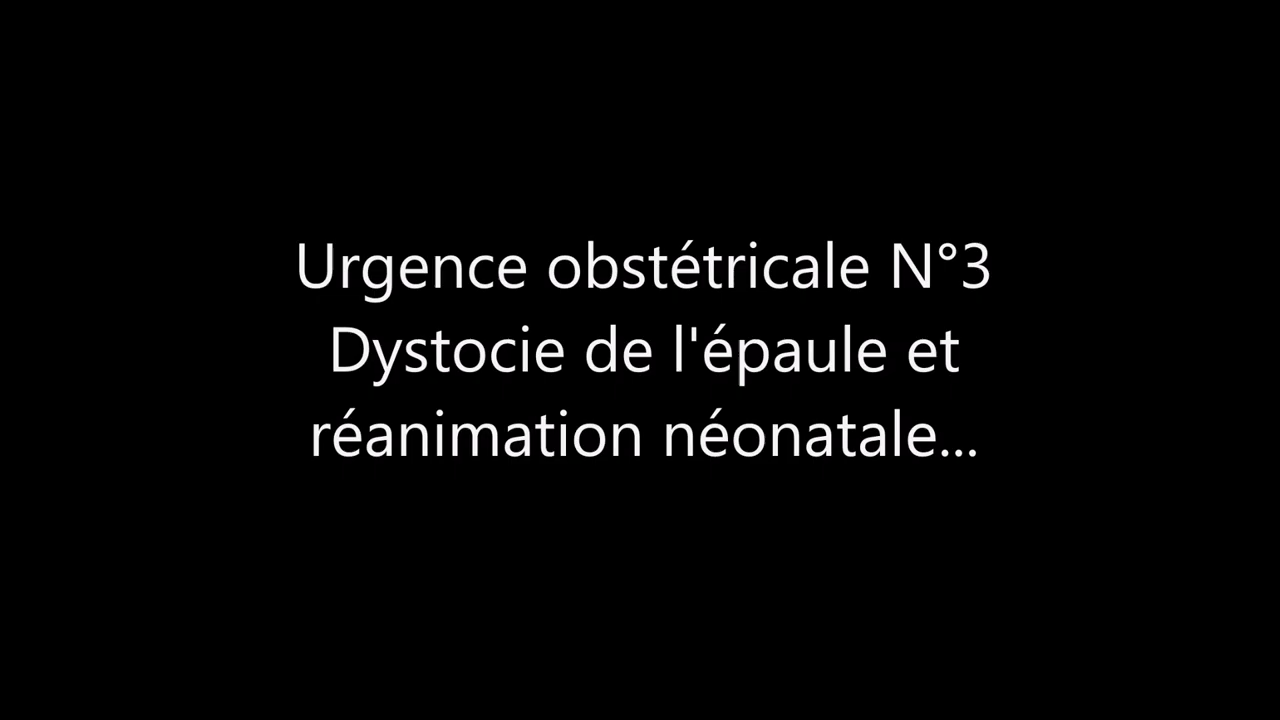 Urgence obstétricale N°3
Dystocie de l'épaule et
réanimation néonatale...